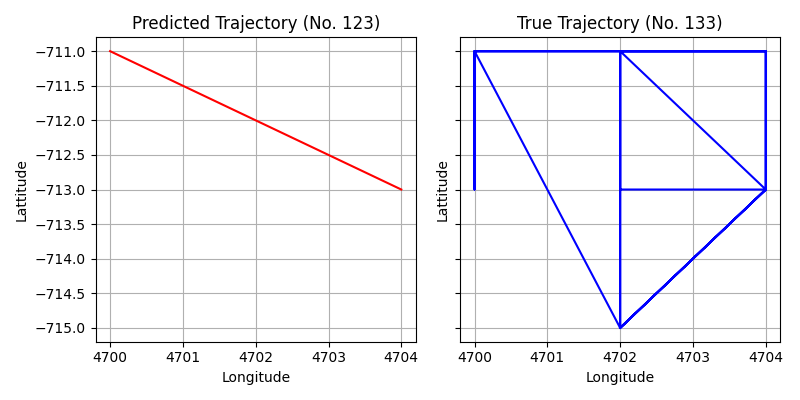 Predicted Trajectory (No. 123)
Lattitude
−711.0
−711.5
−712.0
−712.5
−713.0
−713.5
−714.0
−714.5
−715.0
4700 4701 4702 4703 4704
Longitude
True Trajectory (No. 133)
Lattitude
4700 4701 4702 4703 4704
Longitude